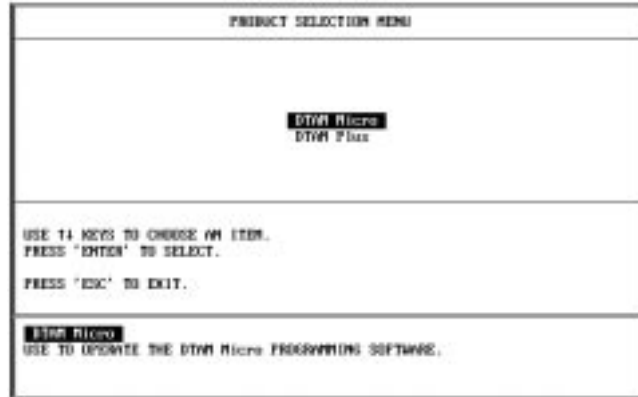 PRODUCT SELECTION MENU
DTAM Micro
DTAM Plus
USE ↑↓ KEYS TO CHOOSE AN ITEM.
PRESS 'ENTER' TO SELECT.
PRESS 'ESC' TO EXIT.
DTAM Micro
USE TO OPERATE THE DTAM Micro PROGRAMMING SOFTWARE.